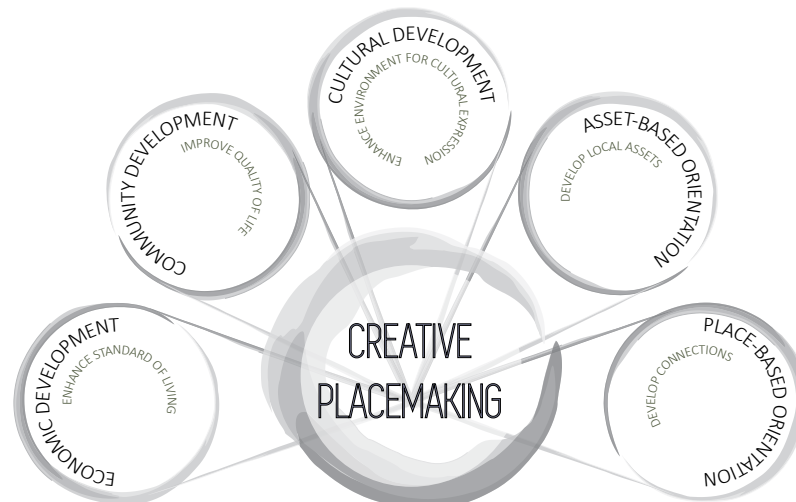 CULTURAL DEVELOPMENT
ENHANCE ENVIRONMENT FOR CULTURAL EXPRESSION
COMMUNITY DEVELOPMENT
IMPROVE QUALITY OF LIFE
ASSET-BASED ORIENTATION
DEVELOP LOCAL ASSETS
ECONOMIC DEVELOPMENT
ENHANCE STANDARD OF LIVING
CREATIVE
PLACEMAKING
PLACE-BASED ORIENTATION
DEVELOP CONNECTIONS